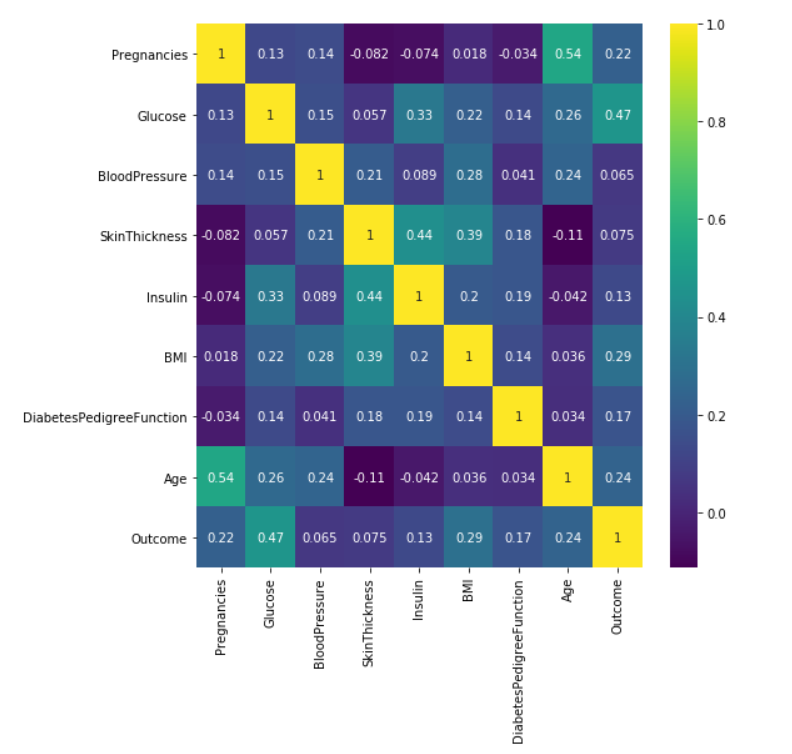 Pregnancies 1 0.13 0.14 -0.082 -0.074 0.018 -0.034 0.54 0.22
Glucose 0.13 1 0.15 0.057 0.33 0.22 0.14 0.26 0.47
BloodPressure 0.14 0.15 1 0.21 0.089 0.28 0.041 0.24 0.065
SkinThickness -0.082 0.057 0.21 1 0.44 0.39 0.18 -0.11 0.075
Insulin -0.074 0.33 0.089 0.44 1 0.2 0.19 -0.042 0.13
BMI 0.018 0.22 0.28 0.39 0.2 1 0.14 0.036 0.29
DiabetesPedigreeFunction -0.034 0.14 0.041 0.18 0.19 0.14 1 0.034 0.17
Age 0.54 0.26 0.24 -0.11 -0.042 0.036 0.034 1 0.24
Outcome 0.22 0.47 0.065 0.075 0.13 0.29 0.17 0.24 1
Pregnancies
Glucose
BloodPressure
SkinThickness
Insulin
BMI
DiabetesPedigreeFunction
Age
Outcome
1.0
0.8
0.6
0.4
0.2
0.0